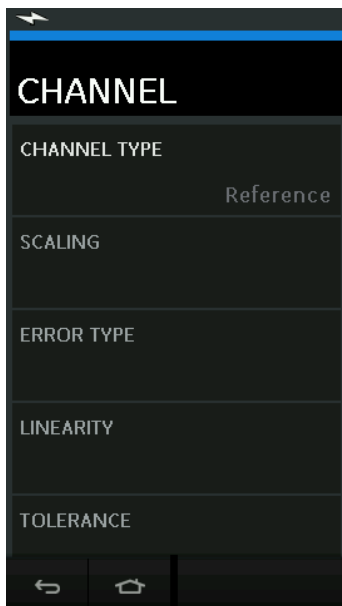 CHANNEL
CHANNEL TYPE
Reference
SCALING
ERROR TYPE
LINEARITY
TOLERANCE